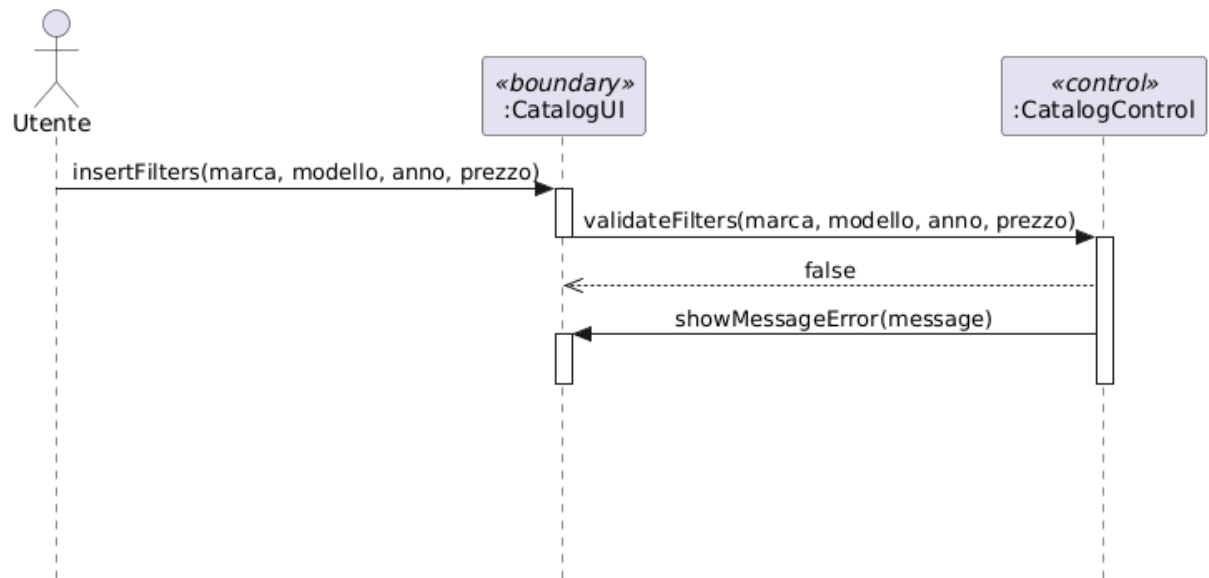 «boundary»
:CatalogUI
«control»
:CatalogControl
Utente
insertFilters(marca, modello, anno, prezzo)
validateFilters(marca, modello, anno, prezzo)
false
showMessageError(message)